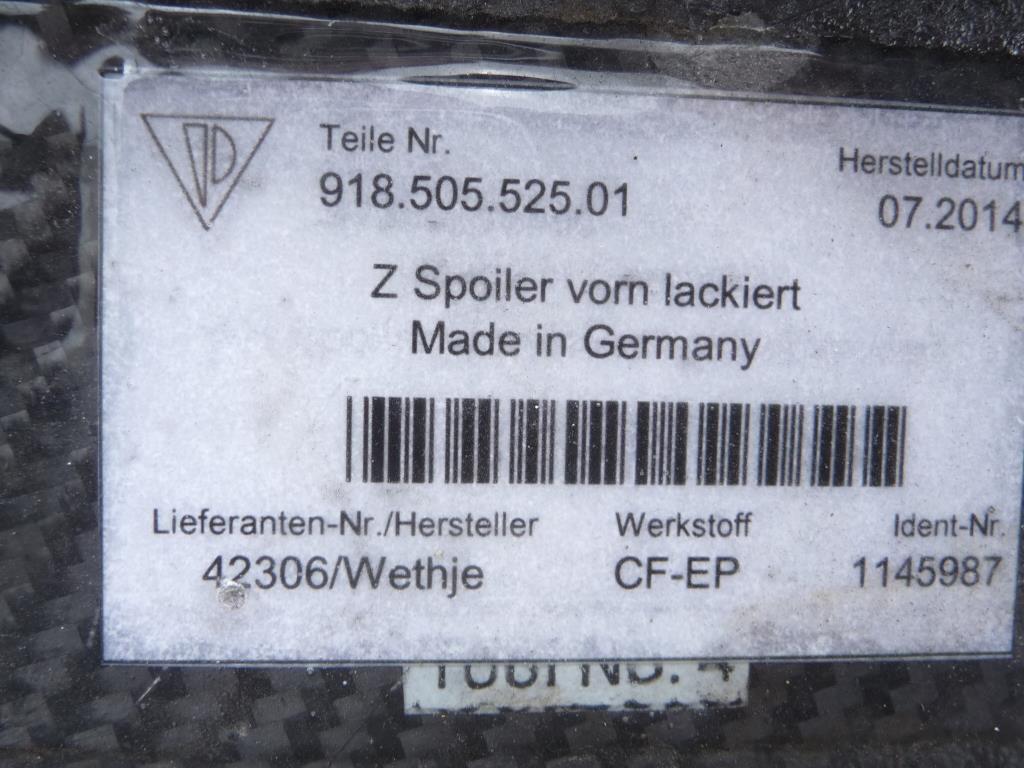 Teile Nr.
918.505.525.01
Herstelldatum
07.2014
Z Spoiler vorn lackiert
Made in Germany
Lieferanten-Nr./Hersteller
42306/Wethje
Werkstoff
CF-EP
Ident-Nr.
1145987